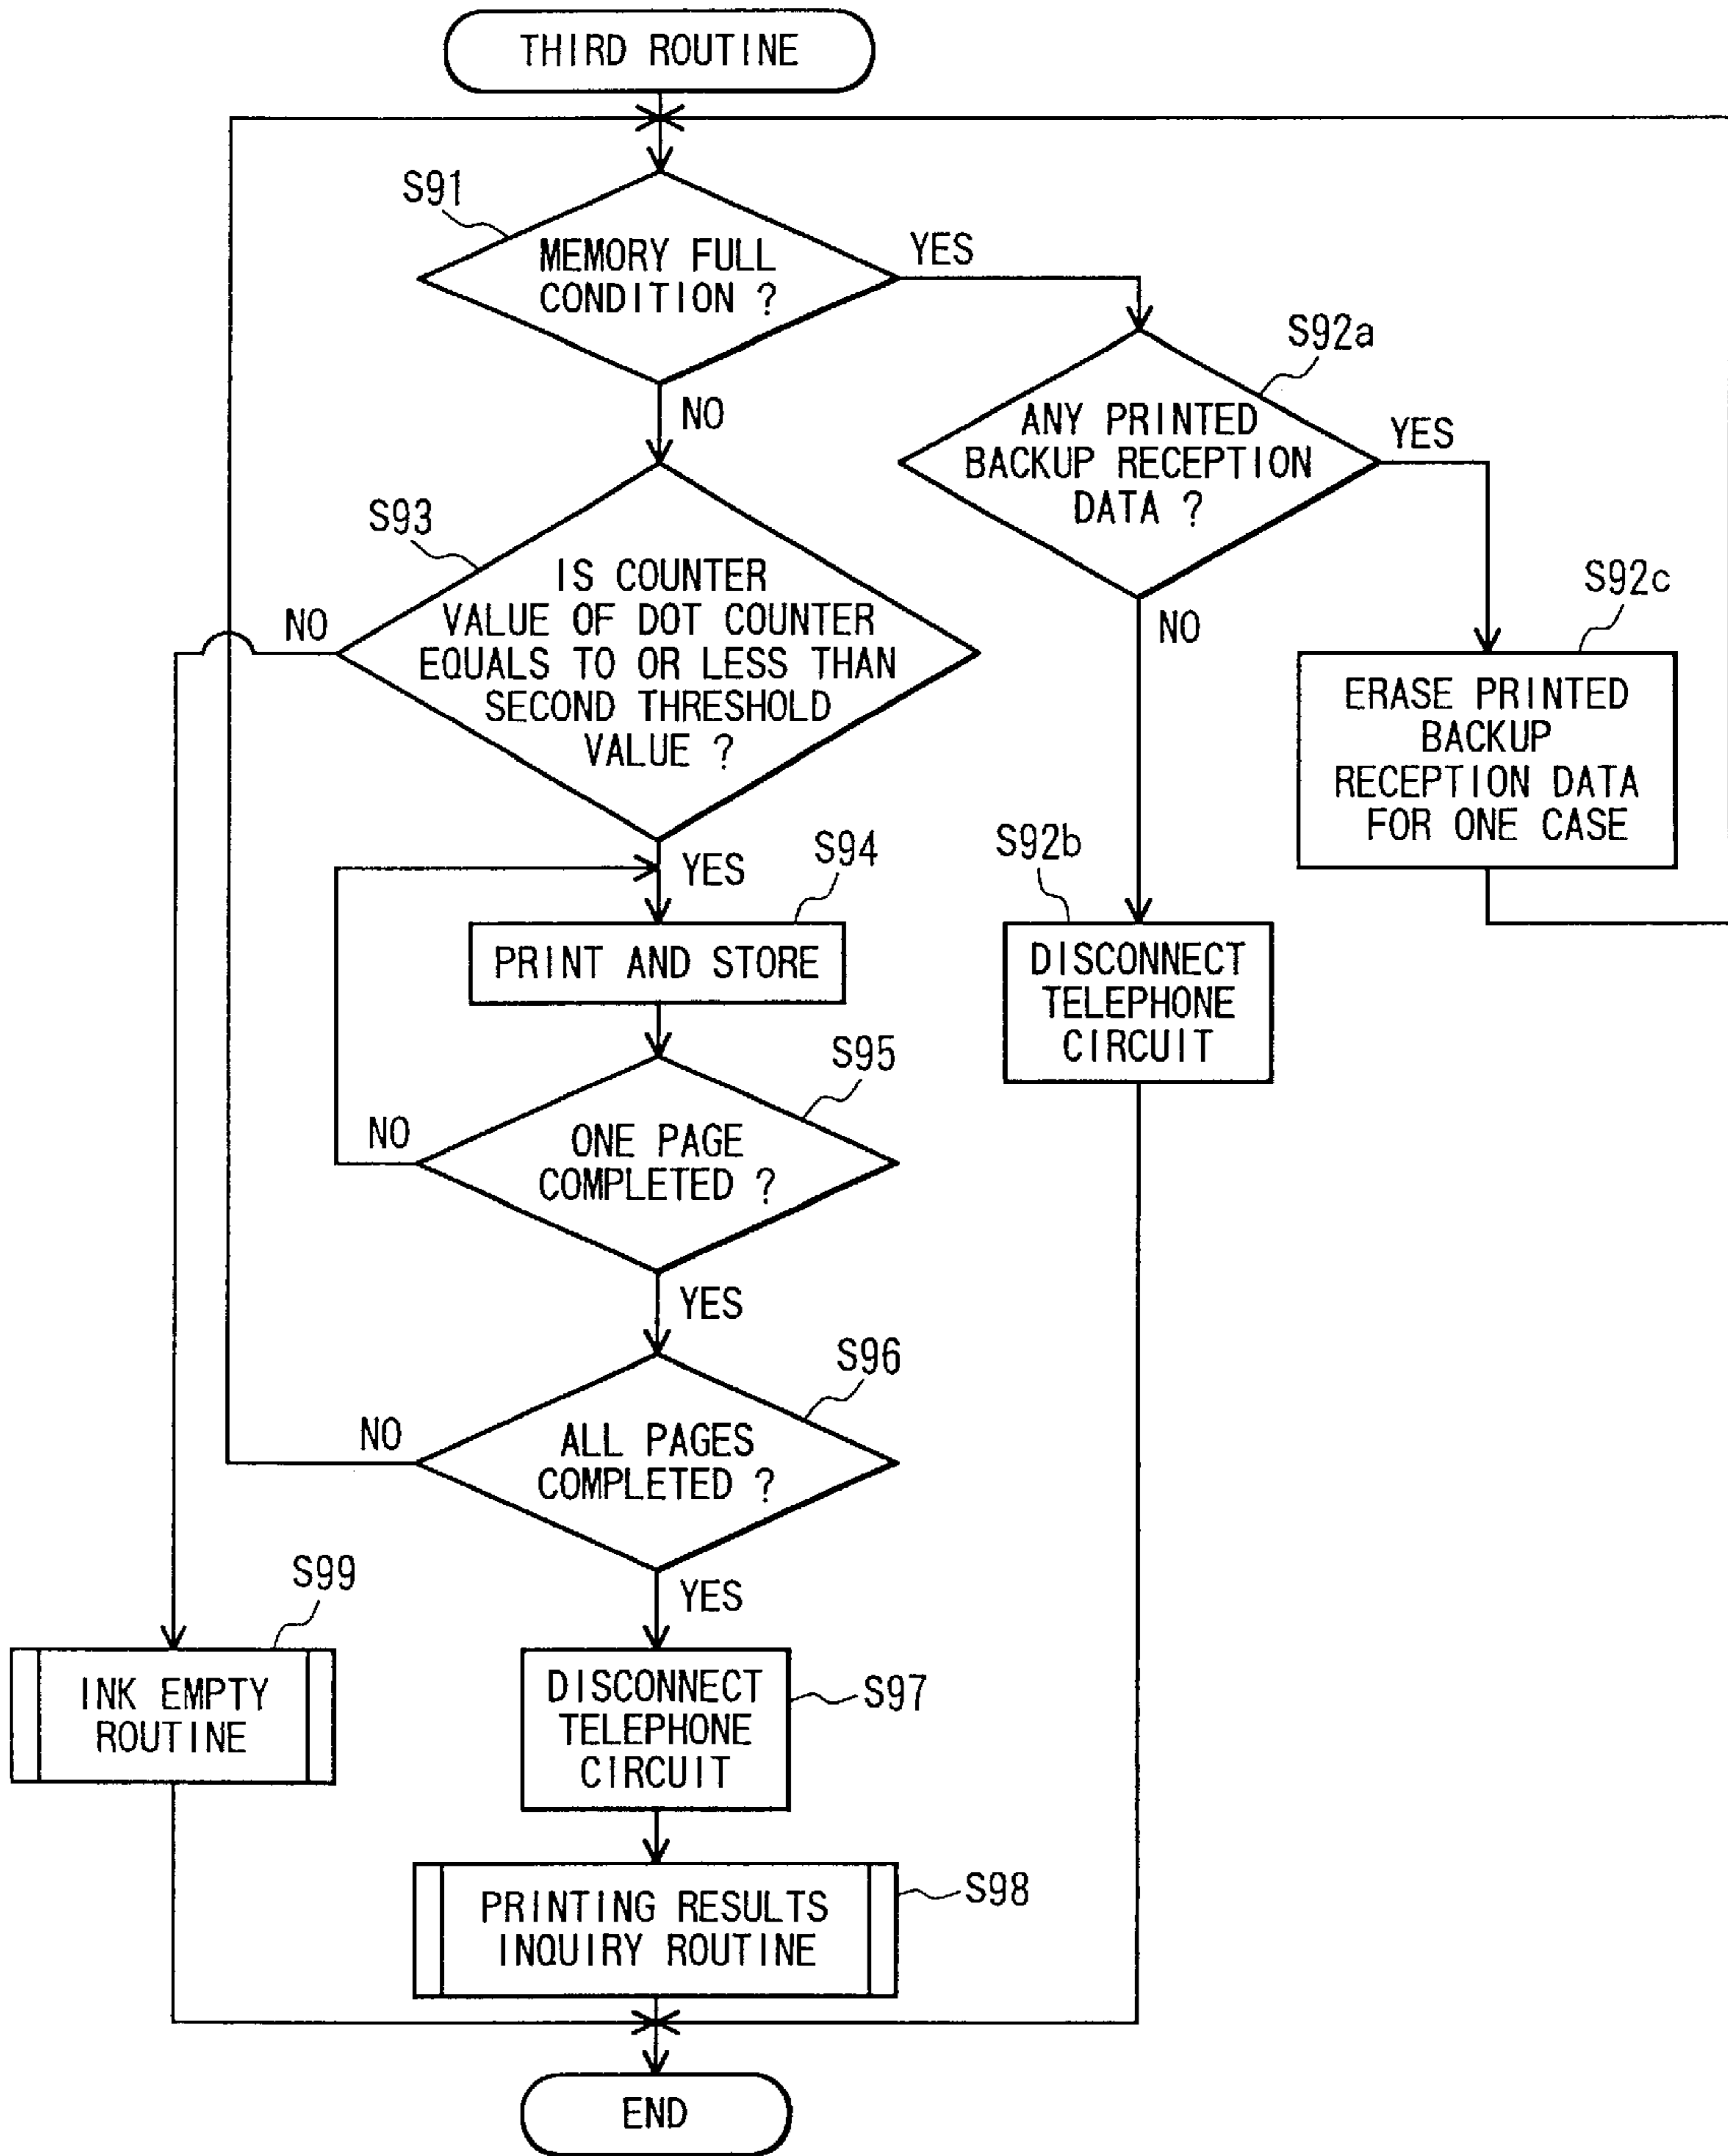 THIRD ROUTINE
S91
MEMORY FULL
CONDITION ?
YES
NO
S92a
ANY PRINTED
BACKUP RECEPTION
DATA ?
YES
NO
S93
IS COUNTER
VALUE OF DOT COUNTER
EQUALS TO OR LESS THAN
SECOND THRESHOLD
VALUE ?
NO
YES
S92c
ERASE PRINTED
BACKUP
RECEPTION DATA
FOR ONE CASE
S94
PRINT AND STORE
S92b
DISCONNECT
TELEPHONE
CIRCUIT
S95
ONE PAGE
COMPLETED ?
NO
YES
S96
ALL PAGES
COMPLETED ?
NO
YES
S99
INK EMPTY
ROUTINE
DISCONNECT
TELEPHONE
CIRCUIT
S97
PRINTING RESULTS
INQUIRY ROUTINE
S98
END